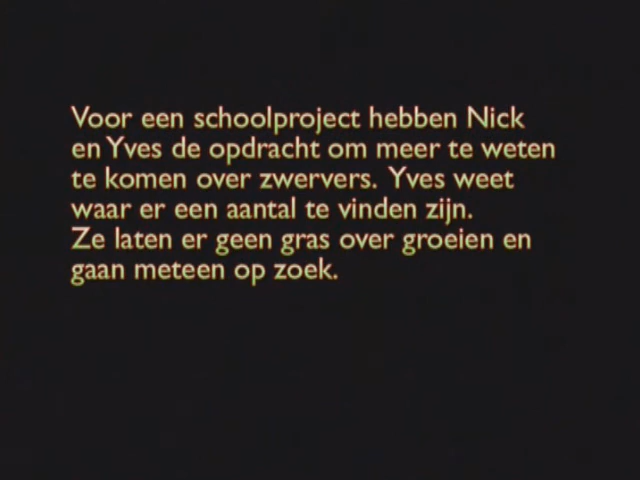 Voor een schoolproject hebben Nick
en Yves de opdracht om meer te weten
te komen over zwervers. Yves weet
waar er een aantal te vinden zijn.
Ze laten er geen gras over groeien en
gaan meteen op zoek.